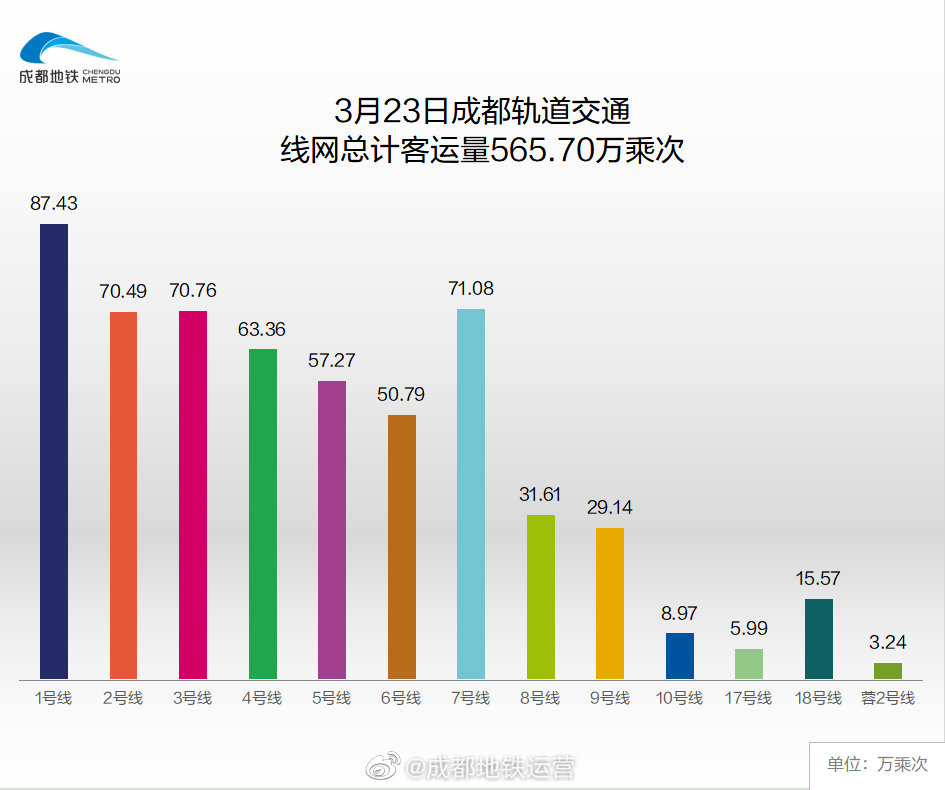 成都地铁 CHENGDU METRO
3月23日成都轨道交通
线网总计客运量565.70万乘次
87.43
70.49
70.76
63.36
57.27
50.79
71.08
31.61
29.14
8.97
5.99
15.57
3.24
1号线
2号线
3号线
4号线
5号线
6号线
7号线
8号线
9号线
10号线
17号线
18号线
蓉2号线
@成都地铁运营
单位：万乘次